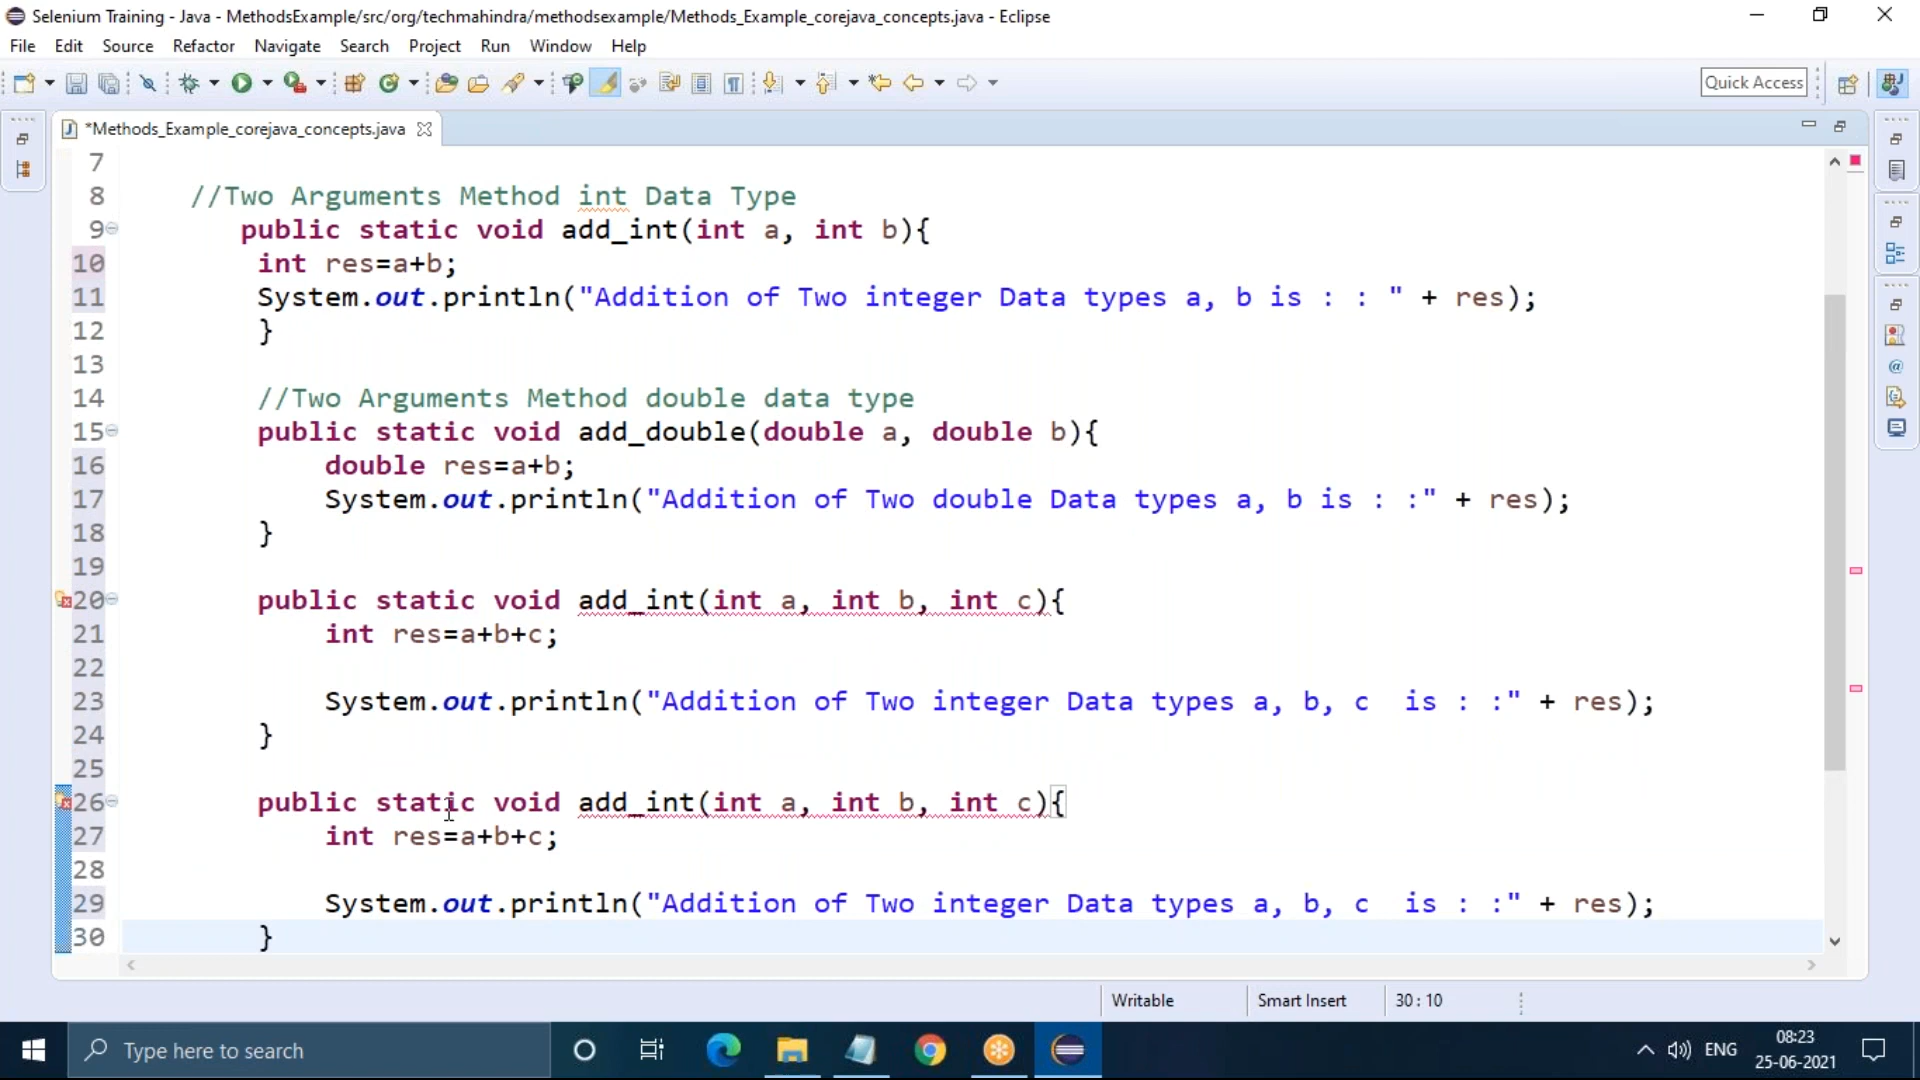 Selenium Training - Java - MethodsExample/src/org/techmahindra/methodsexample/Methods_Example_corejava_concepts.java - Eclipse
File Edit Source Refactor Navigate Search Project Run Window Help
Quick Access
*Methods_Example_corejava_concepts.java
7
8 //Two Arguments Method int Data Type
9 public static void add_int(int a, int b){
10 int res=a+b;
11 System.out.println("Addition of Two integer Data types a, b is : : " + res);
12 }
13
14 //Two Arguments Method double data type
15 public static void add_double(double a, double b){
16 double res=a+b;
17 System.out.println("Addition of Two double Data types a, b is : :" + res);
18 }
19
20 public static void add_int(int a, int b, int c){
21 int res=a+b+c;
22
23 System.out.println("Addition of Two integer Data types a, b, c  is : :" + res);
24 }
25
26 public static void add_int(int a, int b, int c){
27 int res=a+b+c;
28
29 System.out.println("Addition of Two integer Data types a, b, c  is : :" + res);
30 }
Writable Smart Insert 30 : 10
Type here to search
ENG
08:23
25-06-2021